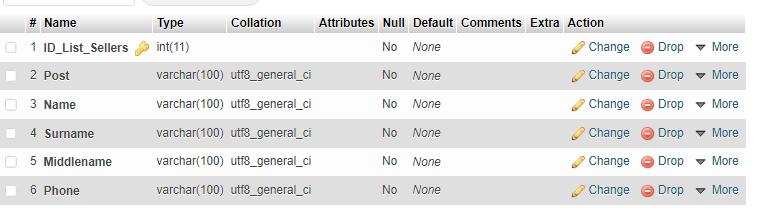 # Name Type Collation Attributes Null Default Comments Extra Action
1 ID_List_Sellers int(11) No None Change Drop More
2 Post varchar(100) utf8_general_ci No None Change Drop More
3 Name varchar(100) utf8_general_ci No None Change Drop More
4 Surname varchar(100) utf8_general_ci No None Change Drop More
5 Middlename varchar(100) utf8_general_ci No None Change Drop More
6 Phone varchar(100) utf8_general_ci No None Change Drop More